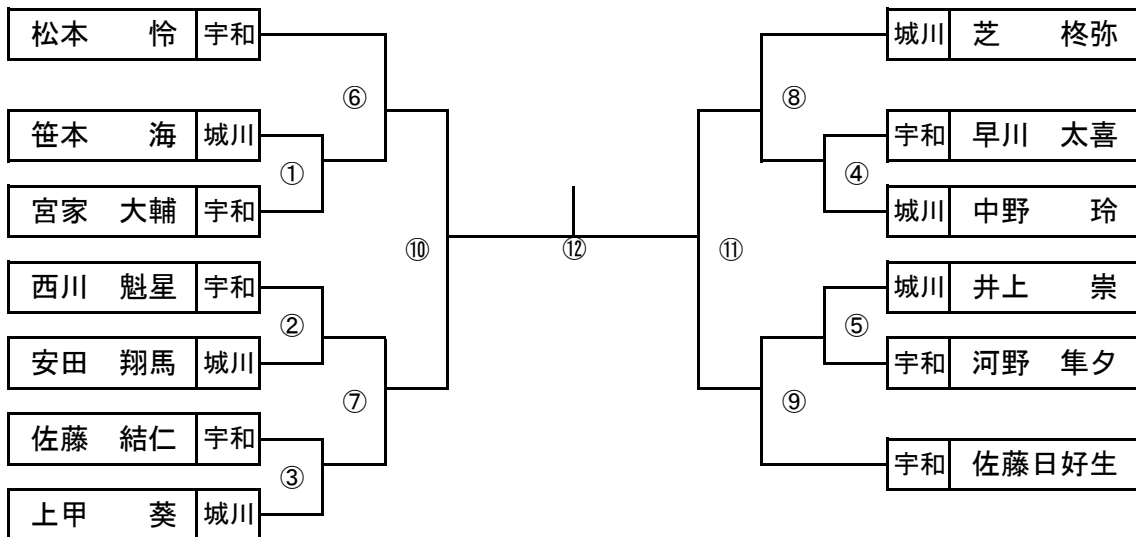 松本　　怜 宇和
⑥
笹本　　海 城川
①
宮家　大輔 宇和
⑩
西川　魁星 宇和
②
安田　翔馬 城川
⑦
佐藤　結仁 宇和
③
上甲　　葵 城川
⑫
城川 芝　　柊弥
⑧
宇和 早川　太喜
④
城川 中野　　玲
⑪
城川 井上　　崇
⑤
宇和 河野　隼夕
⑨
宇和 佐藤日好生